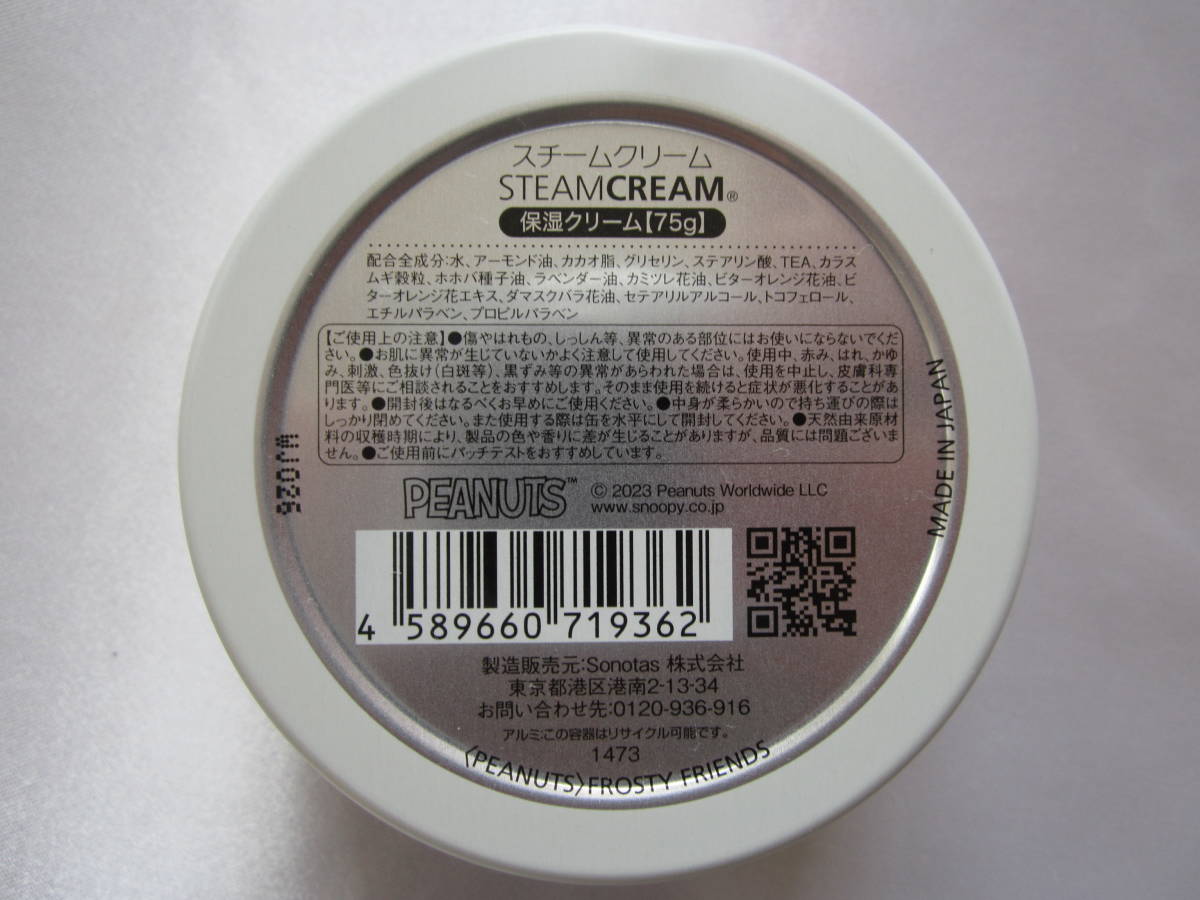 スチームクリーム
STEAMCREAM®
保湿クリーム【75g】
配合全成分:水、アーモンド油、カカオ脂、グリセリン、ステアリン酸、TEA、カラス
ムギ穀粒、ホホバ種子油、ラベンダー油、カミツレ花油、ビターオレンジ花油、ビ
ターオレンジ花エキス、ダマスクバラ花油、セテアリルアルコール、トコフェロール、
エチルパラベン、プロピルパラベン
【ご使用上の注意】●傷やはれもの、しっしん等、異常のある部位にはお使いにならないでくだ
さい。●お肌に異常が生じていないかよく注意して使用してください。使用中、赤み、はれ、かゆ
み、刺激、色抜け(白斑等)、黒ずみ等の異常があらわれた場合は、使用を中止し、皮膚科専
門医等にご相談されることをおすすめします。そのまま使用を続けると症状が悪化することがあ
ります。●開封後はなるべくお早めにご使用ください。●中身が柔らかいので持ち運びの際は
しっかり閉めてください。また使用する際は缶を水平にして開封してください。●天然由来原材
料の収穫時期により、製品の色や香りに差が生じることがありますが、品質には問題ございま
せん。●ご使用前にパッチテストをおすすめしています。
PEANUTS™ © 2023 Peanuts Worldwide LLC
www.snoopy.co.jp
4 589660 719362
製造販売元:Sonotas 株式会社
東京都港区港南2-13-34
お問い合わせ先:0120-936-916
アルミ:この容器はリサイクル可能です。
1473
〈PEANUTS〉FROSTY FRIENDS
MADE IN JAPAN